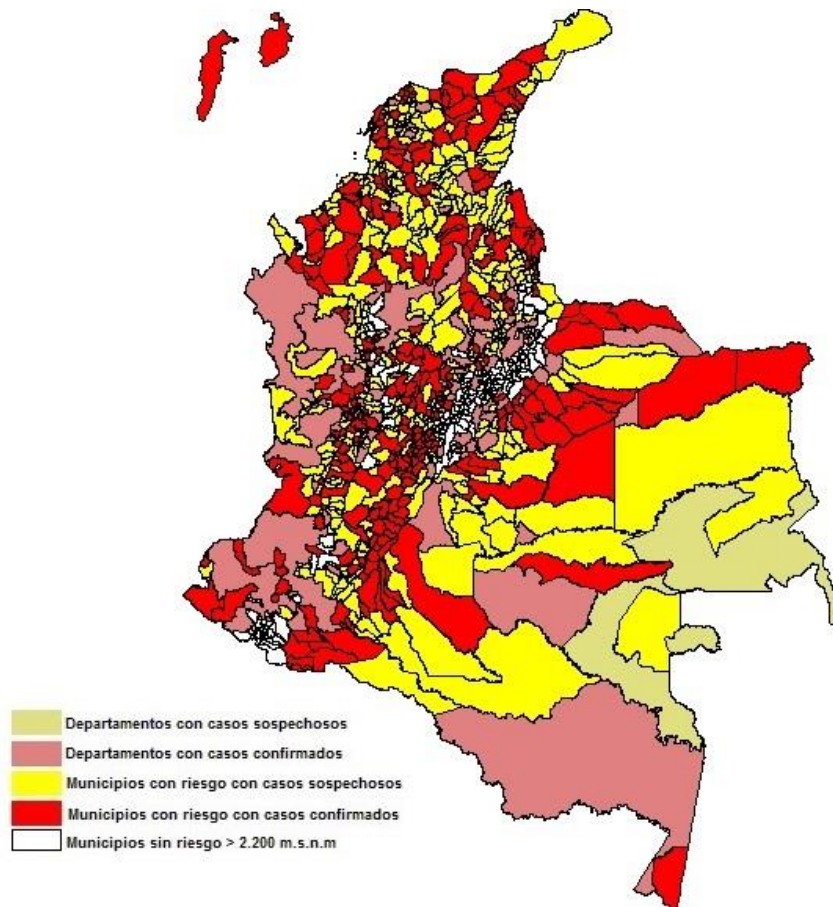 Departamentos con casos sospechosos
Departamentos con casos confirmados
Municipios con riesgo con casos sospechosos
Municipios con riesgo con casos confirmados
Municipios sin riesgo > 2.200 m.s.n.m